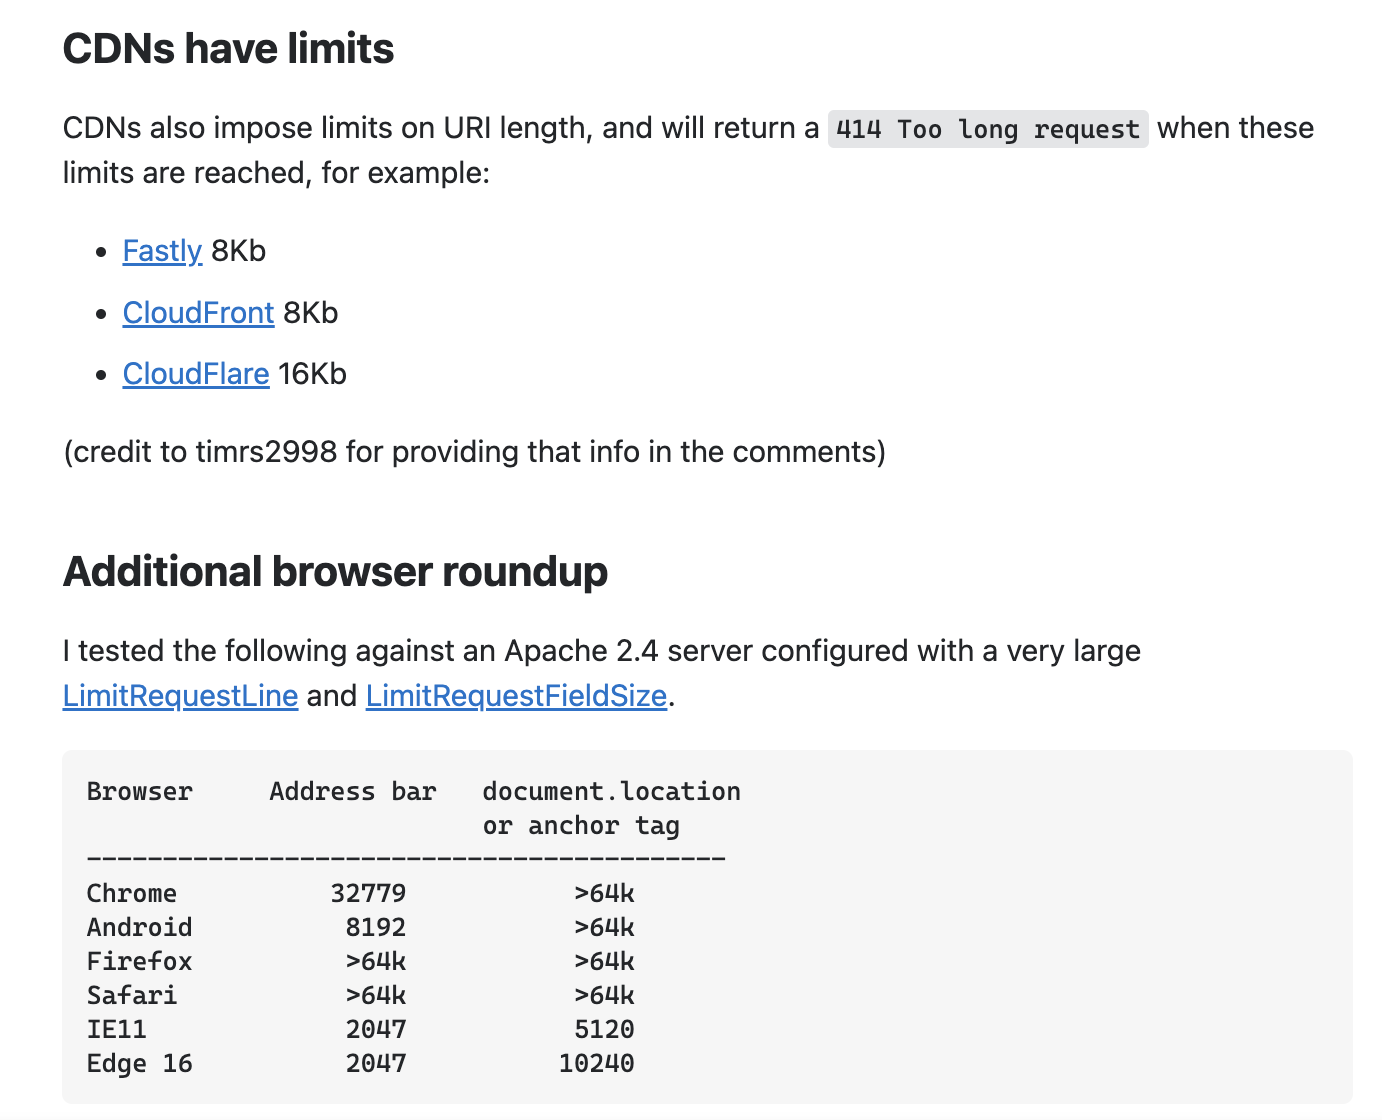 CDNs have limits
CDNs also impose limits on URI length, and will return a 414 Too long request when these
limits are reached, for example:
• Fastly 8Kb
• CloudFront 8Kb
• CloudFlare 16Kb
(credit to timrs2998 for providing that info in the comments)
Additional browser roundup
I tested the following against an Apache 2.4 server configured with a very large
LimitRequestLine and LimitRequestFieldSize.
Browser     Address bar   document.location
                          or anchor tag
------------------------------------------
Chrome          32779           >64k
Android          8192           >64k
Firefox          >64k           >64k
Safari           >64k           >64k
IE11             2047           5120
Edge 16          2047          10240